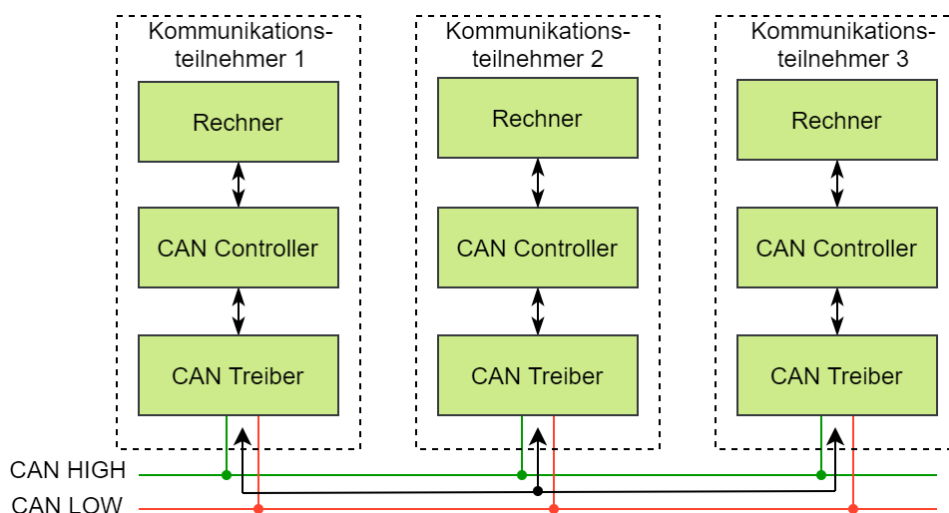 Kommunikations-
teilnehmer 1
Kommunikations-
teilnehmer 2
Kommunikations-
teilnehmer 3
Rechner
Rechner
Rechner
CAN Controller
CAN Controller
CAN Controller
CAN Treiber
CAN Treiber
CAN Treiber
CAN HIGH
CAN LOW